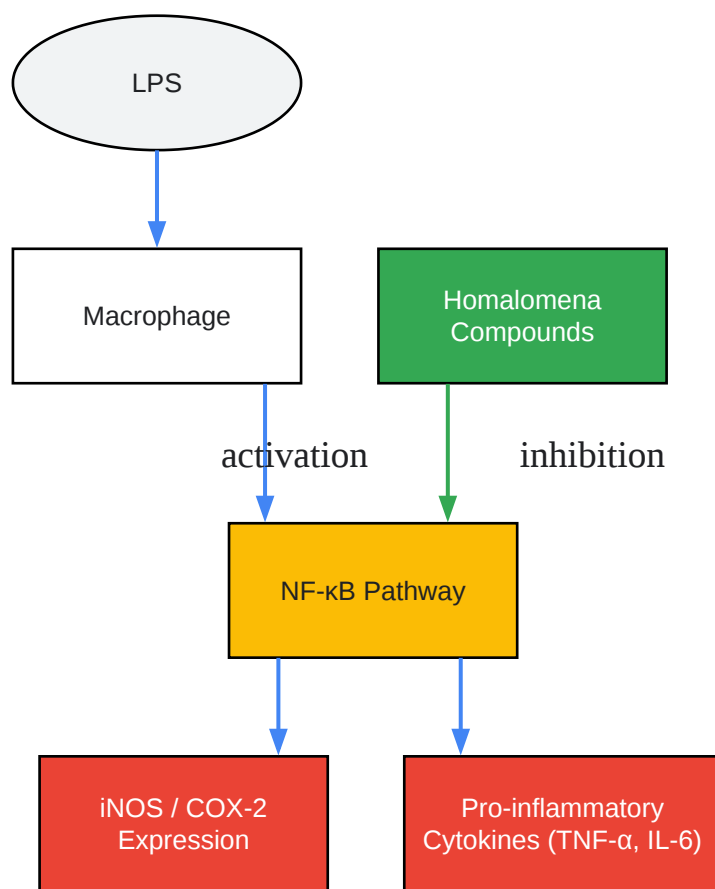 LPS
Macrophage
Homalomena
Compounds
activation
inhibition
NF-κB Pathway
iNOS / COX-2
Expression
Pro-inflammatory
Cytokines (TNF-α, IL-6)